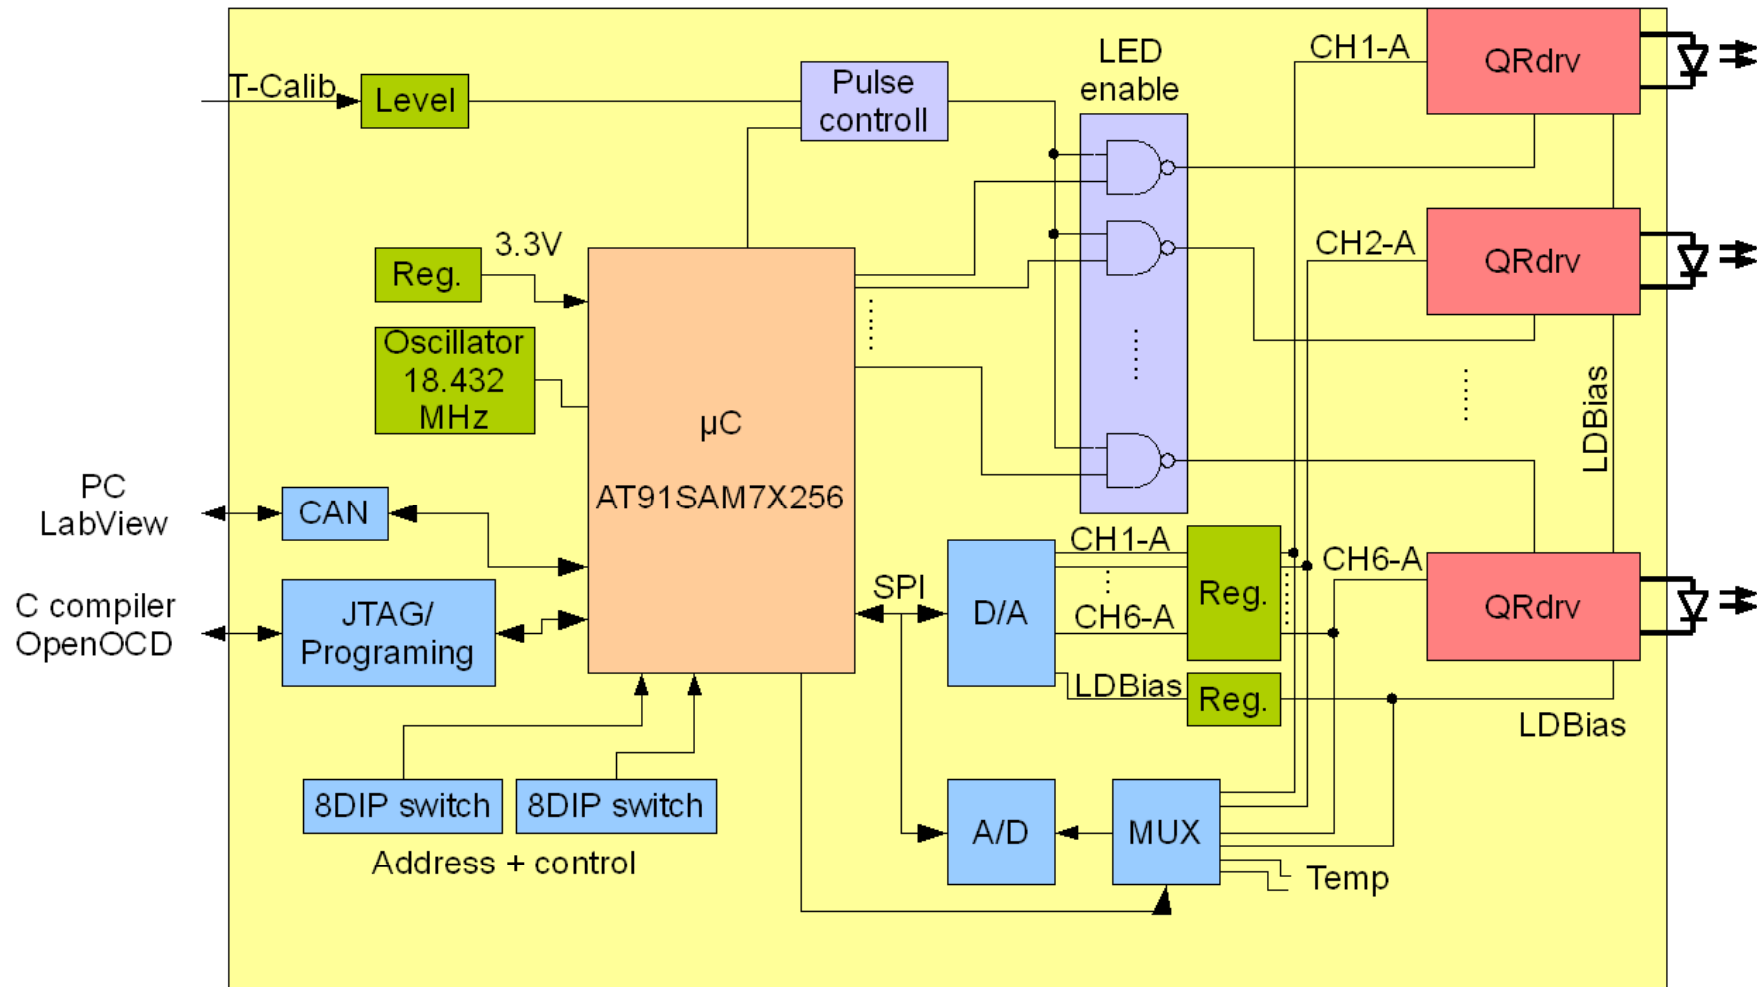 T-Calib
Level
Pulse
controll
LED
enable
CH1-A
QRdrv
3.3V
Reg.
CH2-A
QRdrv
Oscillator
18.432
MHz
µC
AT91SAM7X256
LDBias
PC
LabView
CAN
CH1-A
CH6-A
C compiler
OpenOCD
JTAG/
Programing
SPI
D/A
CH6-A
Reg.
QRdrv
LDBias
Reg.
LDBias
8DIP switch
8DIP switch
A/D
MUX
Address + control
Temp